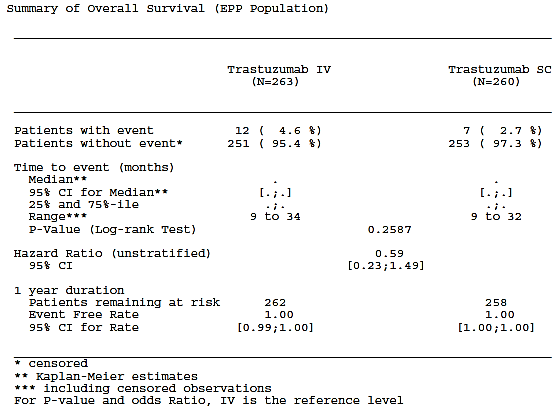 Summary of Overall Survival (EPP Population)
Trastuzumab IV Trastuzumab SC
(N=263) (N=260)
Patients with event 12 ( 4.6 %) 7 ( 2.7 %)
Patients without event* 251 ( 95.4 %) 253 ( 97.3 %)
Time to event (months)
Median** . .
95% CI for Median** [.;.] [.;.]
25% and 75%-ile .;. .;.
Range*** 9 to 34 9 to 32
P-Value (Log-rank Test) 0.2587
Hazard Ratio (unstratified) 0.59
95% CI [0.23;1.49]
1 year duration
Patients remaining at risk 262 258
Event Free Rate 1.00 1.00
95% CI for Rate [0.99;1.00] [1.00;1.00]
* censored
** Kaplan-Meier estimates
*** including censored observations
For P-value and odds Ratio, IV is the reference level